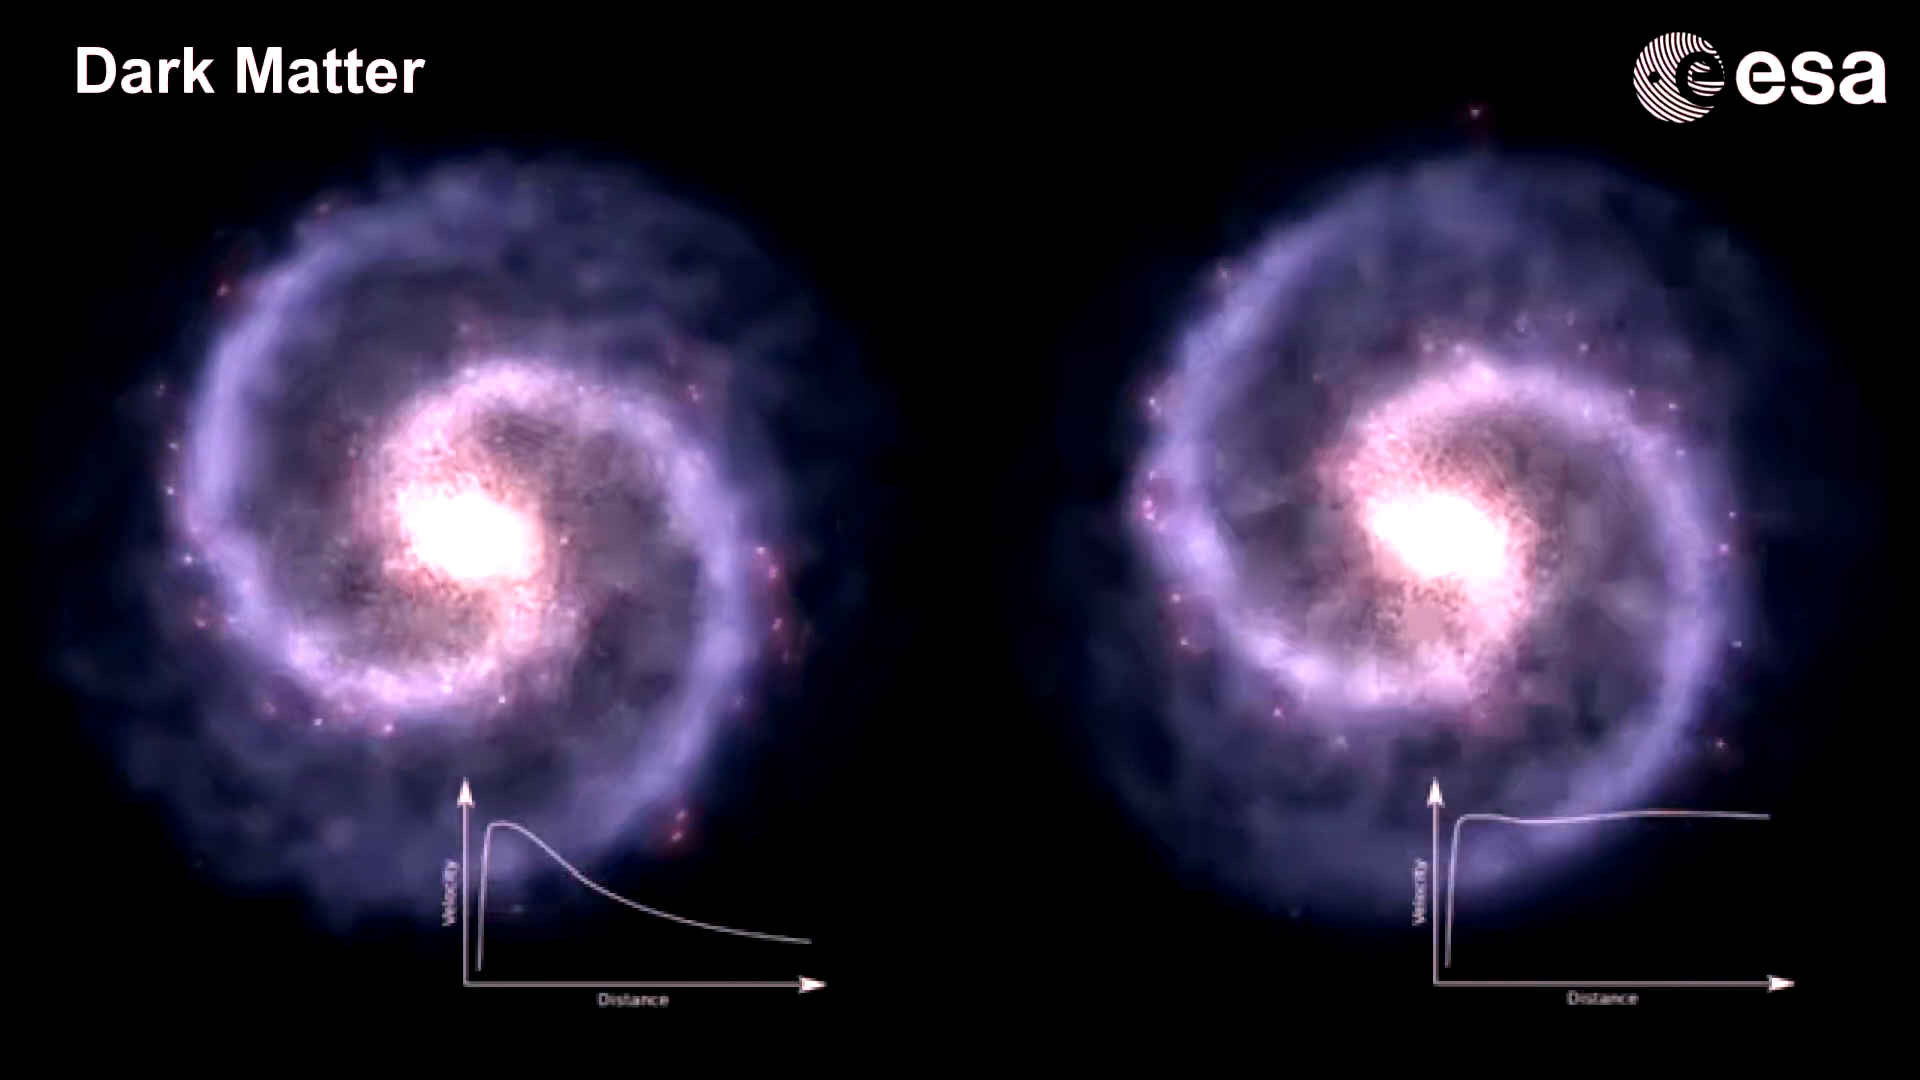 Dark Matter
esa
Velocity
Distance
Velocity
Distance